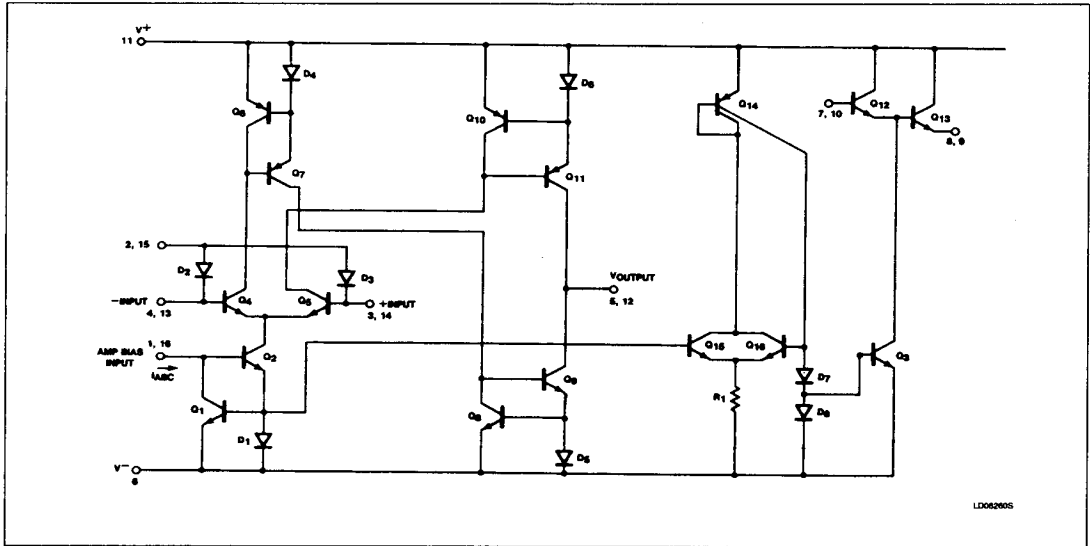 V+
11
D4
D6
Q6
Q10
Q14
Q12
7, 10
Q13
8, 9
Q7
Q11
2, 15
D2
D3
VOUTPUT
5, 12
−INPUT
4, 13
Q4
Q5
+INPUT
3, 14
AMP BIAS
INPUT
1, 16
IABC
Q2
Q15
Q16
Q3
D7
Q1
Q9
R1
D8
Q8
D1
D5
V−
6
LD08260S